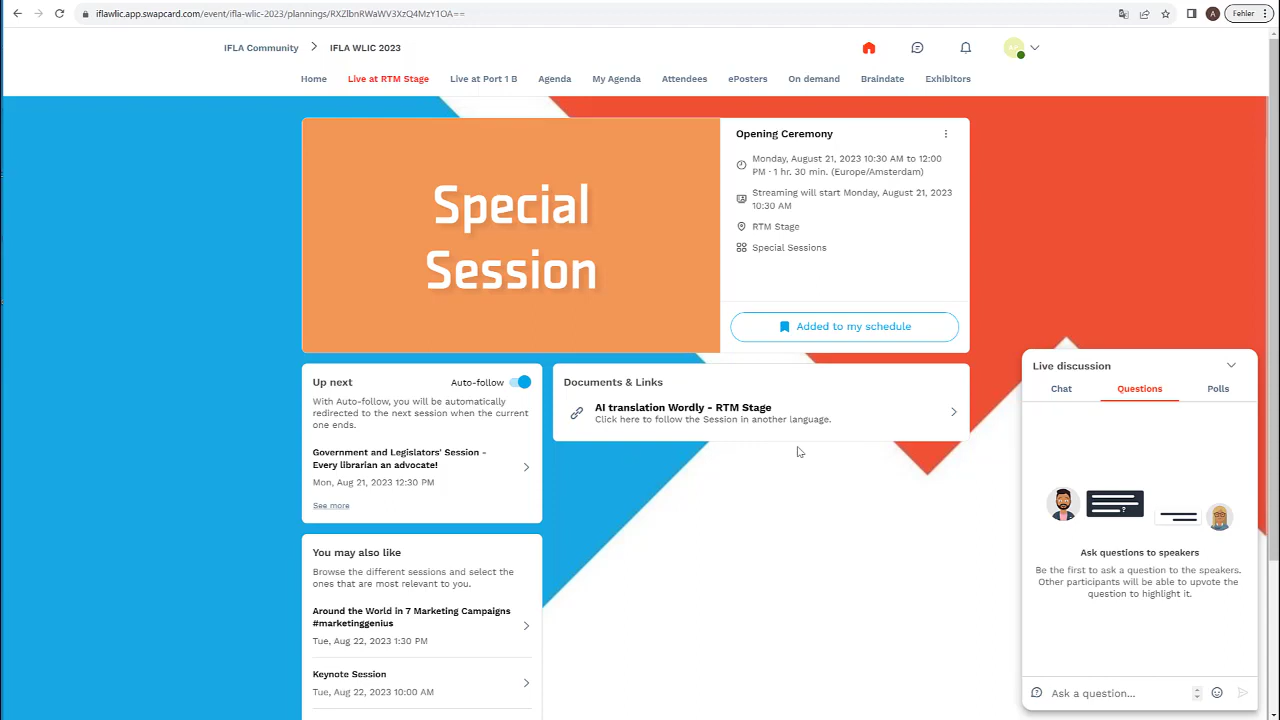 iflawlic.app.swapcard.com/event/ifla-wlic-2023/plannings/RXZlbnRWaWV3XzQ4MzY1OA==
A
Fehler
IFLA Community
IFLA WLIC 2023
Home
Live at RTM Stage
Live at Port 1 B
Agenda
My Agenda
Attendees
ePosters
On demand
Braindate
Exhibitors
Special
Session
Opening Ceremony
Monday, August 21, 2023 10:30 AM to 12:00
PM · 1 hr. 30 min. (Europe/Amsterdam)
Streaming will start Monday, August 21, 2023
10:30 AM
RTM Stage
Special Sessions
Added to my schedule
Up next
Auto-follow
With Auto-follow, you will be automatically
redirected to the next session when the current
one ends.
Government and Legislators' Session -
Every librarian an advocate!
Mon, Aug 21, 2023 12:30 PM
See more
Documents & Links
AI translation Wordly - RTM Stage
Click here to follow the Session in another language.
You may also like
Browse the different sessions and select the
ones that are most relevant to you.
Around the World in 7 Marketing Campaigns
#marketinggenius
Tue, Aug 22, 2023 1:30 PM
Keynote Session
Tue, Aug 22, 2023 10:00 AM
Live discussion
Chat
Questions
Polls
Ask questions to speakers
Be the first to ask a question to the speakers.
Other participants will be able to upvote the
question to highlight it.
Ask a question...